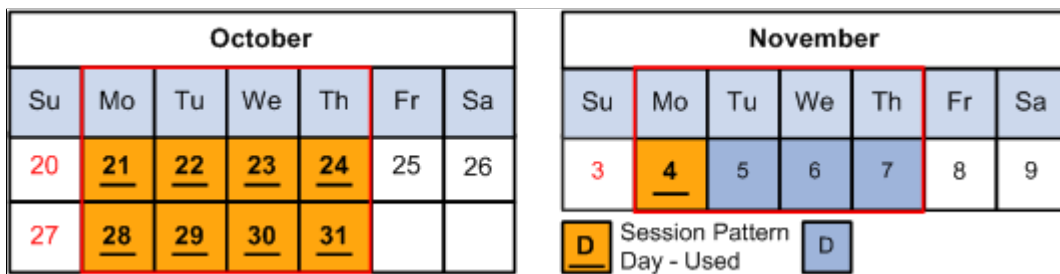 October
Su Mo Tu We Th Fr Sa
20 21 22 23 24 25 26
27 28 29 30 31
November
Su Mo Tu We Th Fr Sa
3 4 5 6 7 8 9
D Session Pattern
Day - Used
D